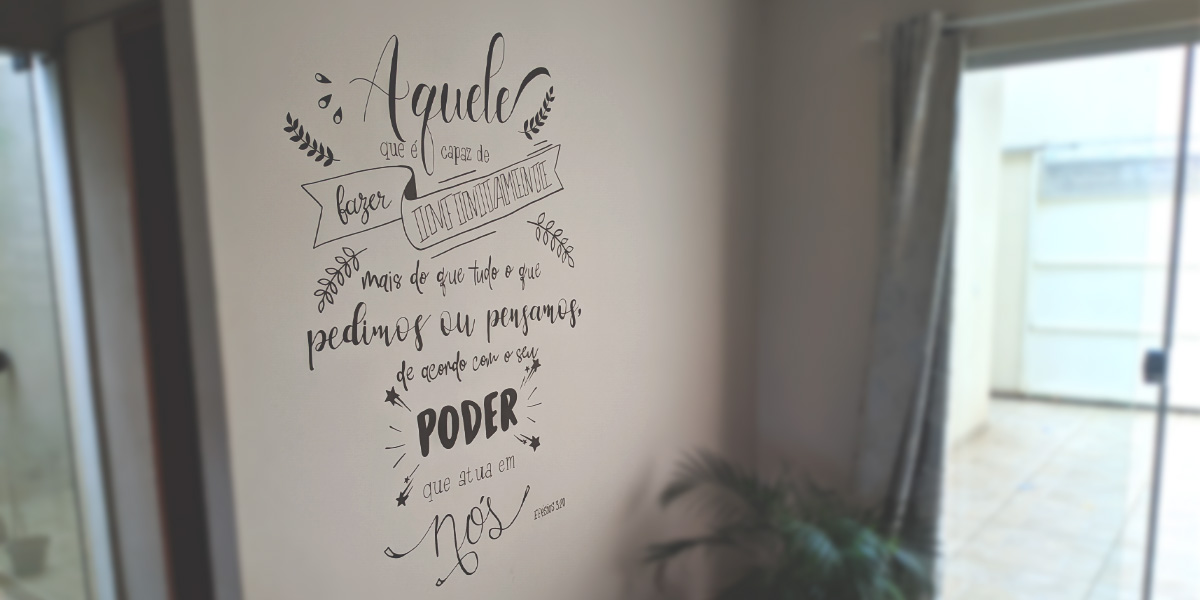 Aquele
que é capaz de
fazer INFINITAMENTE
mais do que tudo o que
pedimos ou pensamos,
de acordo com o seu
PODER
que atua em
nós
Efésios 3.20